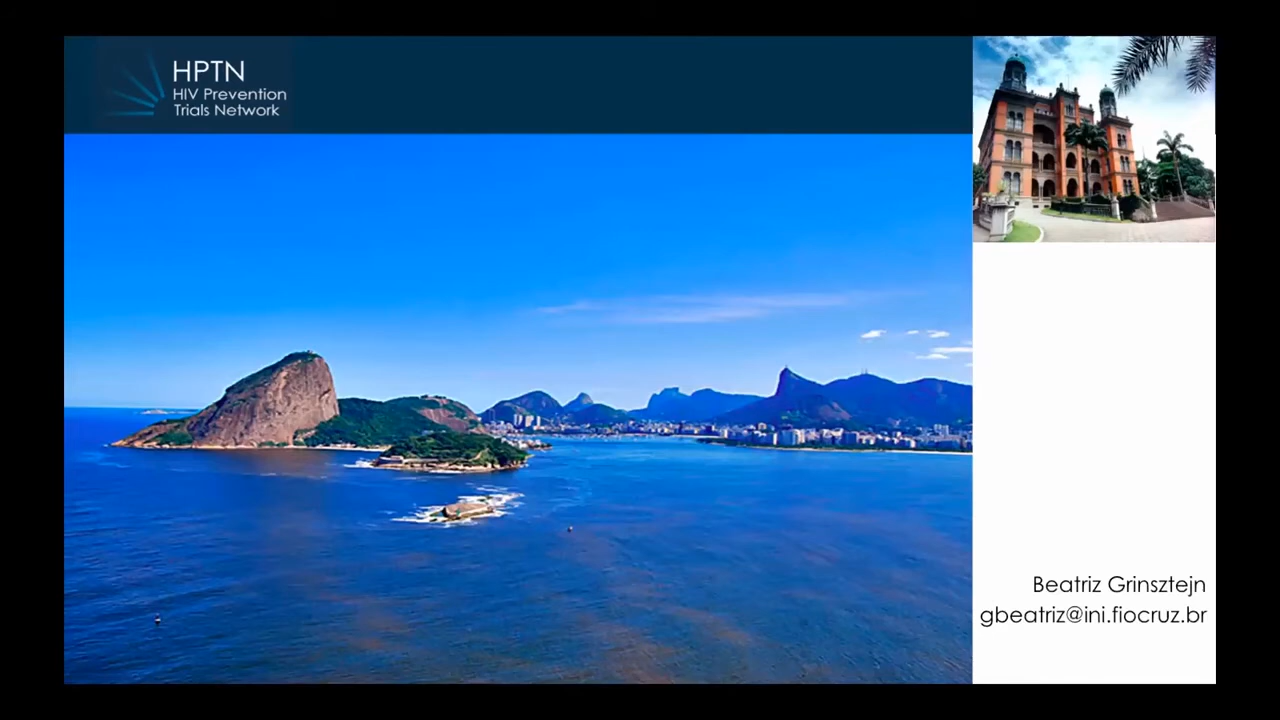 HPTN
HIV Prevention
Trials Network
Beatriz Grinsztejn
gbeatriz@ini.fiocruz.br